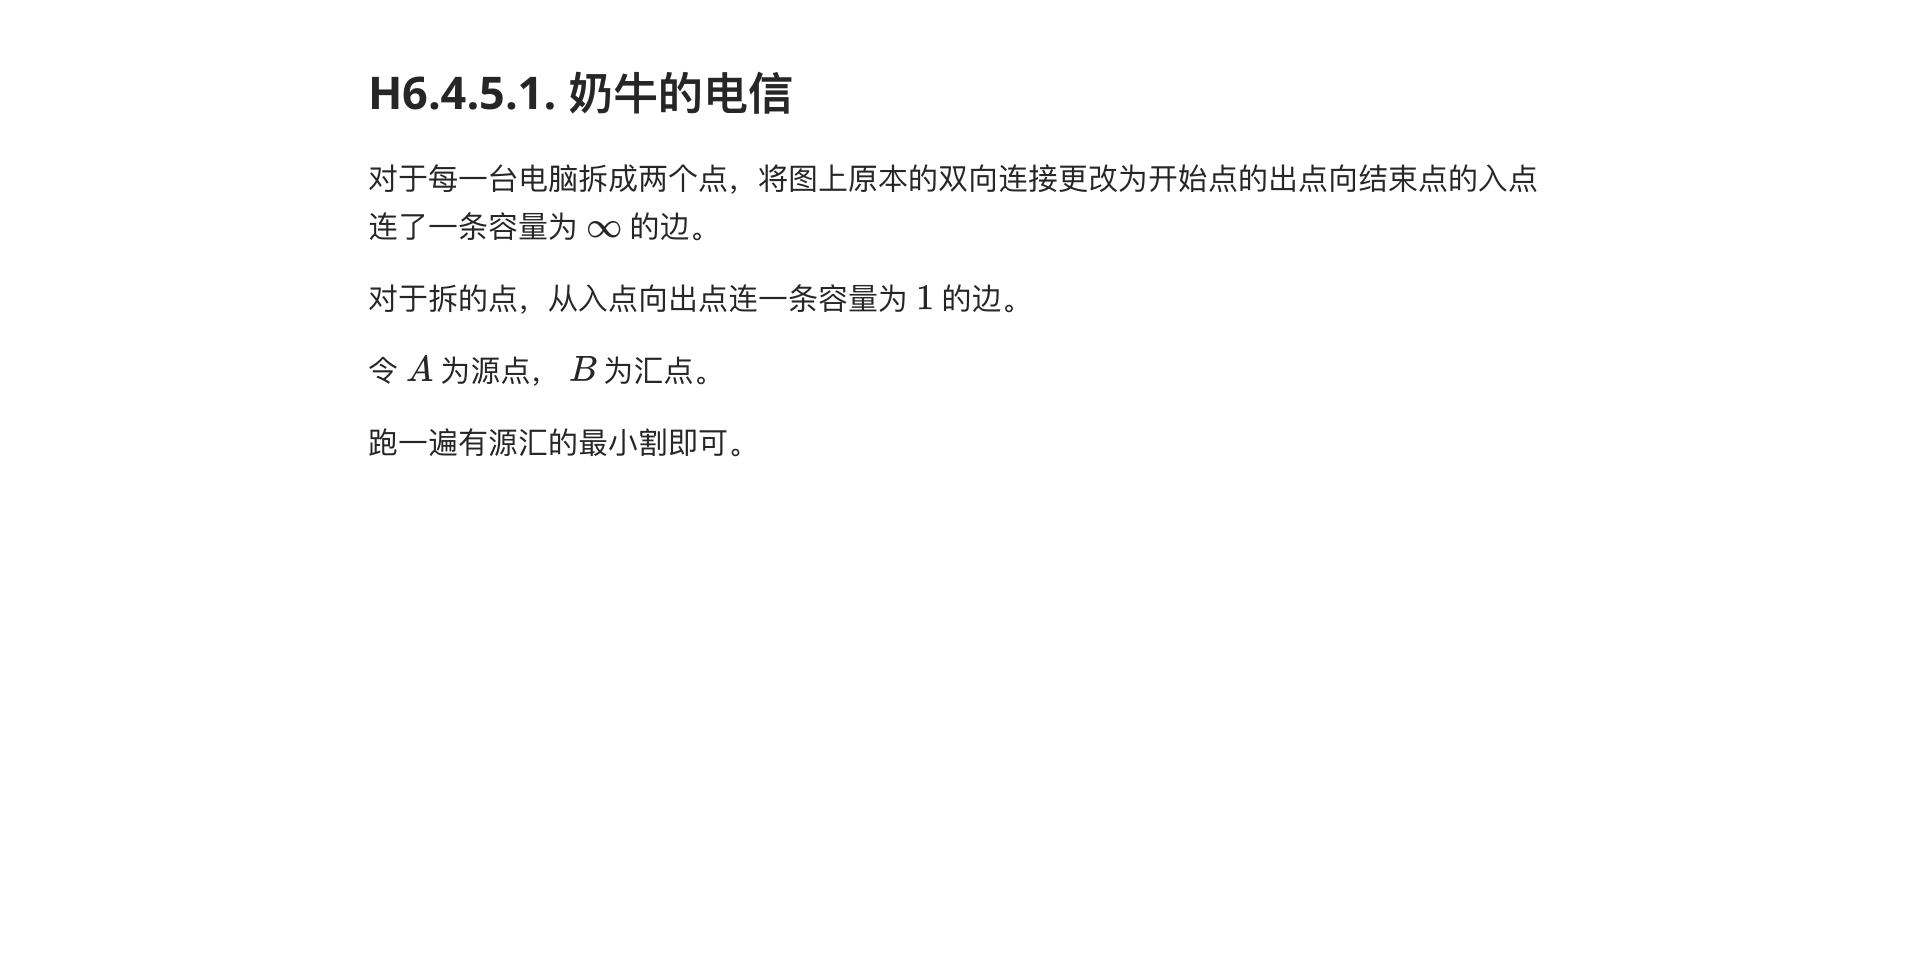 H6.4.5.1. 奶牛的电信
对于每一台电脑拆成两个点，将图上原本的双向连接更改为开始点的出点向结束点的入点
连了一条容量为 ∞ 的边。
对于拆的点，从入点向出点连一条容量为 1 的边。
令 A 为源点， B 为汇点。
跑一遍有源汇的最小割即可。